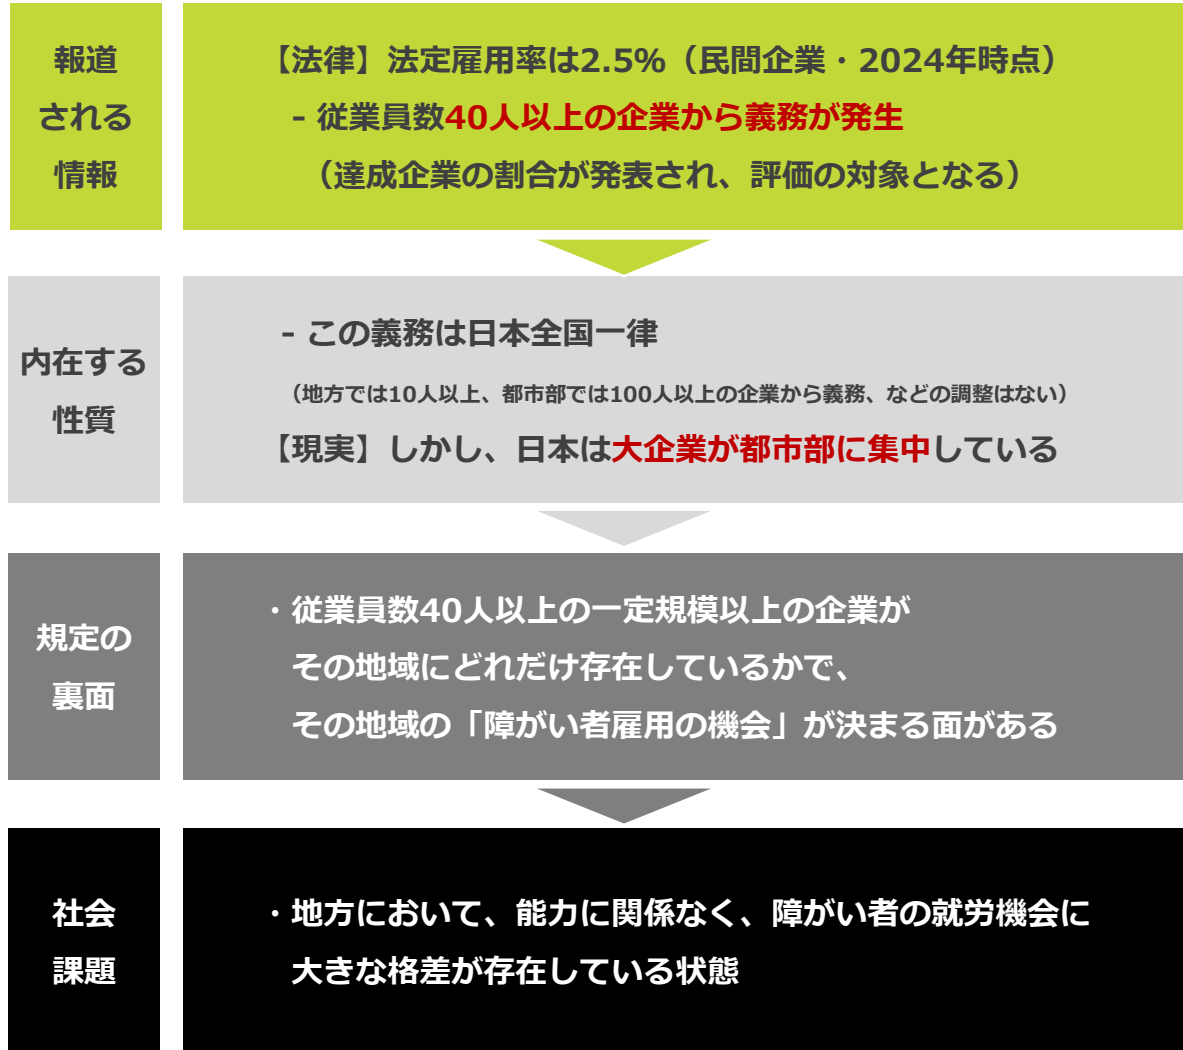 報道
される
情報
【法律】法定雇用率は2.5%（民間企業・2024年時点）
- 従業員数40人以上の企業から義務が発生
（達成企業の割合が発表され、評価の対象となる）
内在する
性質
- この義務は日本全国一律
（地方では10人以上、都市部では100人以上の企業から義務、などの調整はない）
【現実】しかし、日本は大企業が都市部に集中している
規定の
裏面
・従業員数40人以上の一定規模以上の企業が
その地域にどれだけ存在しているかで、
その地域の「障がい者雇用の機会」が決まる面がある
社会
課題
・地方において、能力に関係なく、障がい者の就労機会に
大きな格差が存在している状態